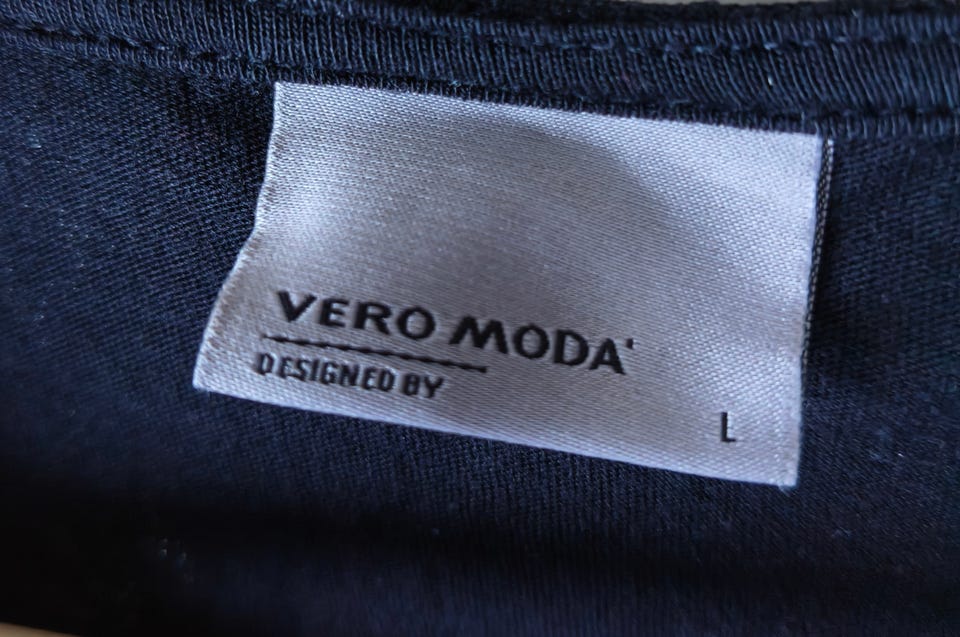 VERO MODA
DESIGNED BY
L